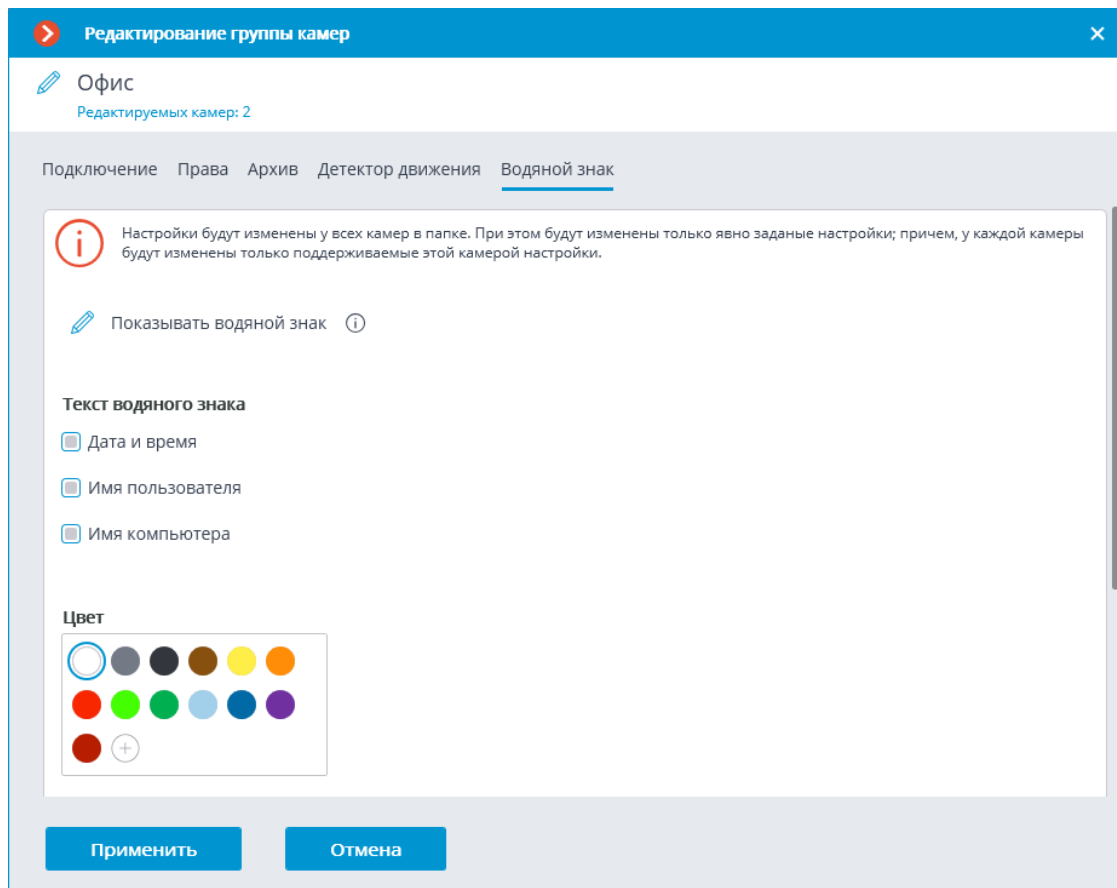 Редактирование группы камер
Офис
Редактируемых камер: 2
Подключение Права Архив Детектор движения Водяной знак
Настройки будут изменены у всех камер в папке. При этом будут изменены только явно заданые настройки; причем, у каждой камеры
будут изменены только поддерживаемые этой камерой настройки.
Показывать водяной знак
Текст водяного знака
Дата и время
Имя пользователя
Имя компьютера
Цвет
Применить Отмена